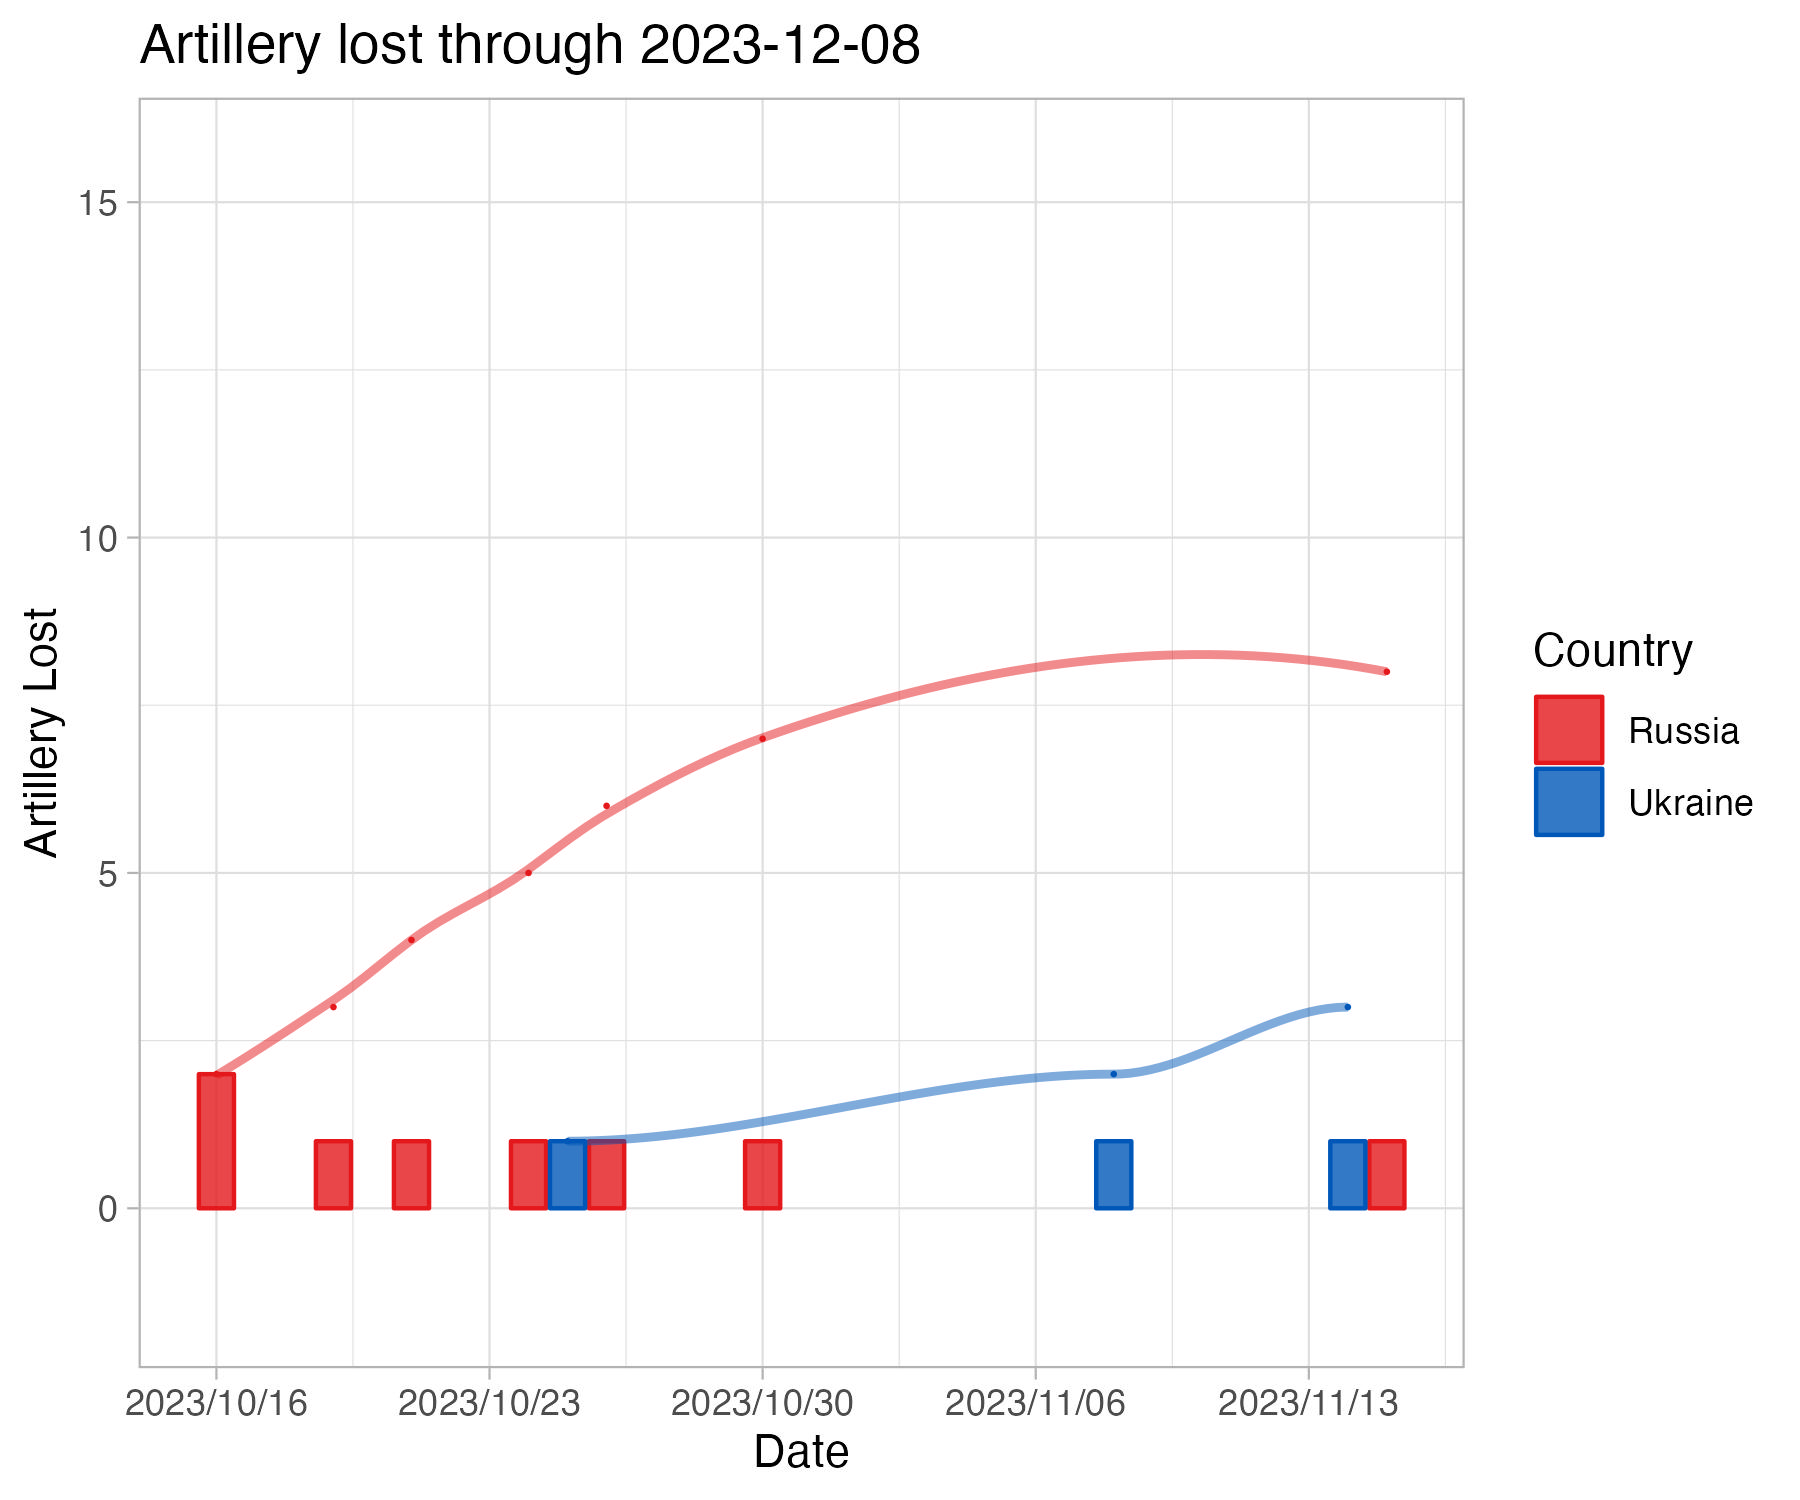 Artillery lost through 2023-12-08
Artillery Lost
15
10
5
0
2023/10/16
2023/10/23
2023/10/30
2023/11/06
2023/11/13
Date
Country
Russia
Ukraine